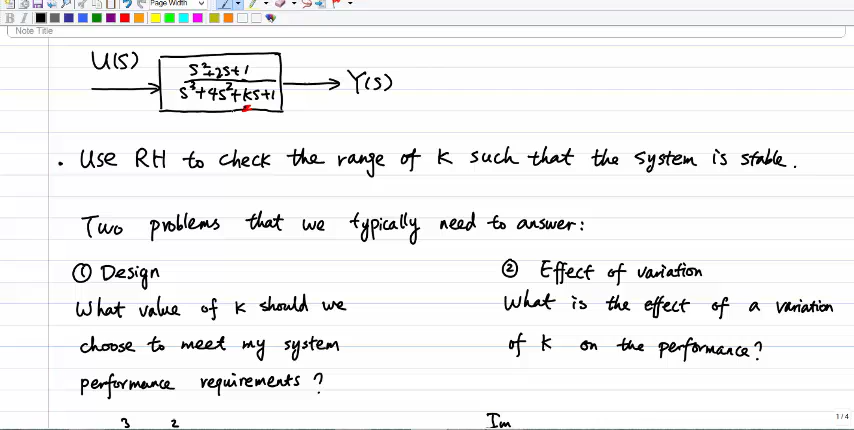 Page Width
B I
Note Title
U(s)
s²+2s+1
s³+4s²+ks+1
Y(s)
. Use RH to check the range of K such that the system is stable.
Two problems that we typically need to answer:
① Design
What value of K should we
choose to meet my system
performance requirements ?
② Effect of variation
What is the effect of a variation
of K on the performance?
3 2
Im
1 / 4